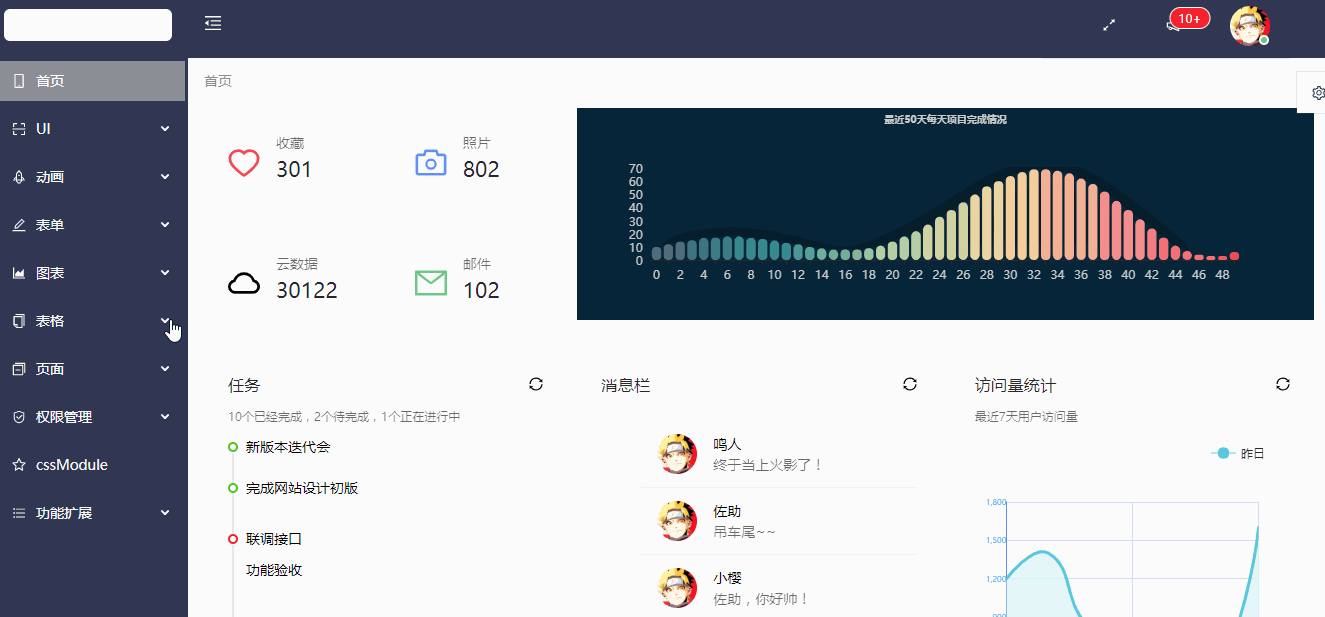 10+
首页
UI
动画
表单
图表
表格
页面
权限管理
cssModule
功能扩展
首页
收藏
301
照片
802
云数据
30122
邮件
102
最近50天每天项目完成情况
70
60
50
40
30
20
10
0
0 2 4 6 8 10 12 14 16 18 20 22 24 26 28 30 32 34 36 38 40 42 44 46 48
任务
10个已经完成，2个待完成，1个正在进行中
新版本迭代会
完成网站设计初版
联调接口
功能验收
消息栏
鸣人
终于当上火影了！
佐助
吊车尾~~
小樱
佐助，你好帅！
访问量统计
最近7天用户访问量
昨日
1,800
1,500
1,200
900